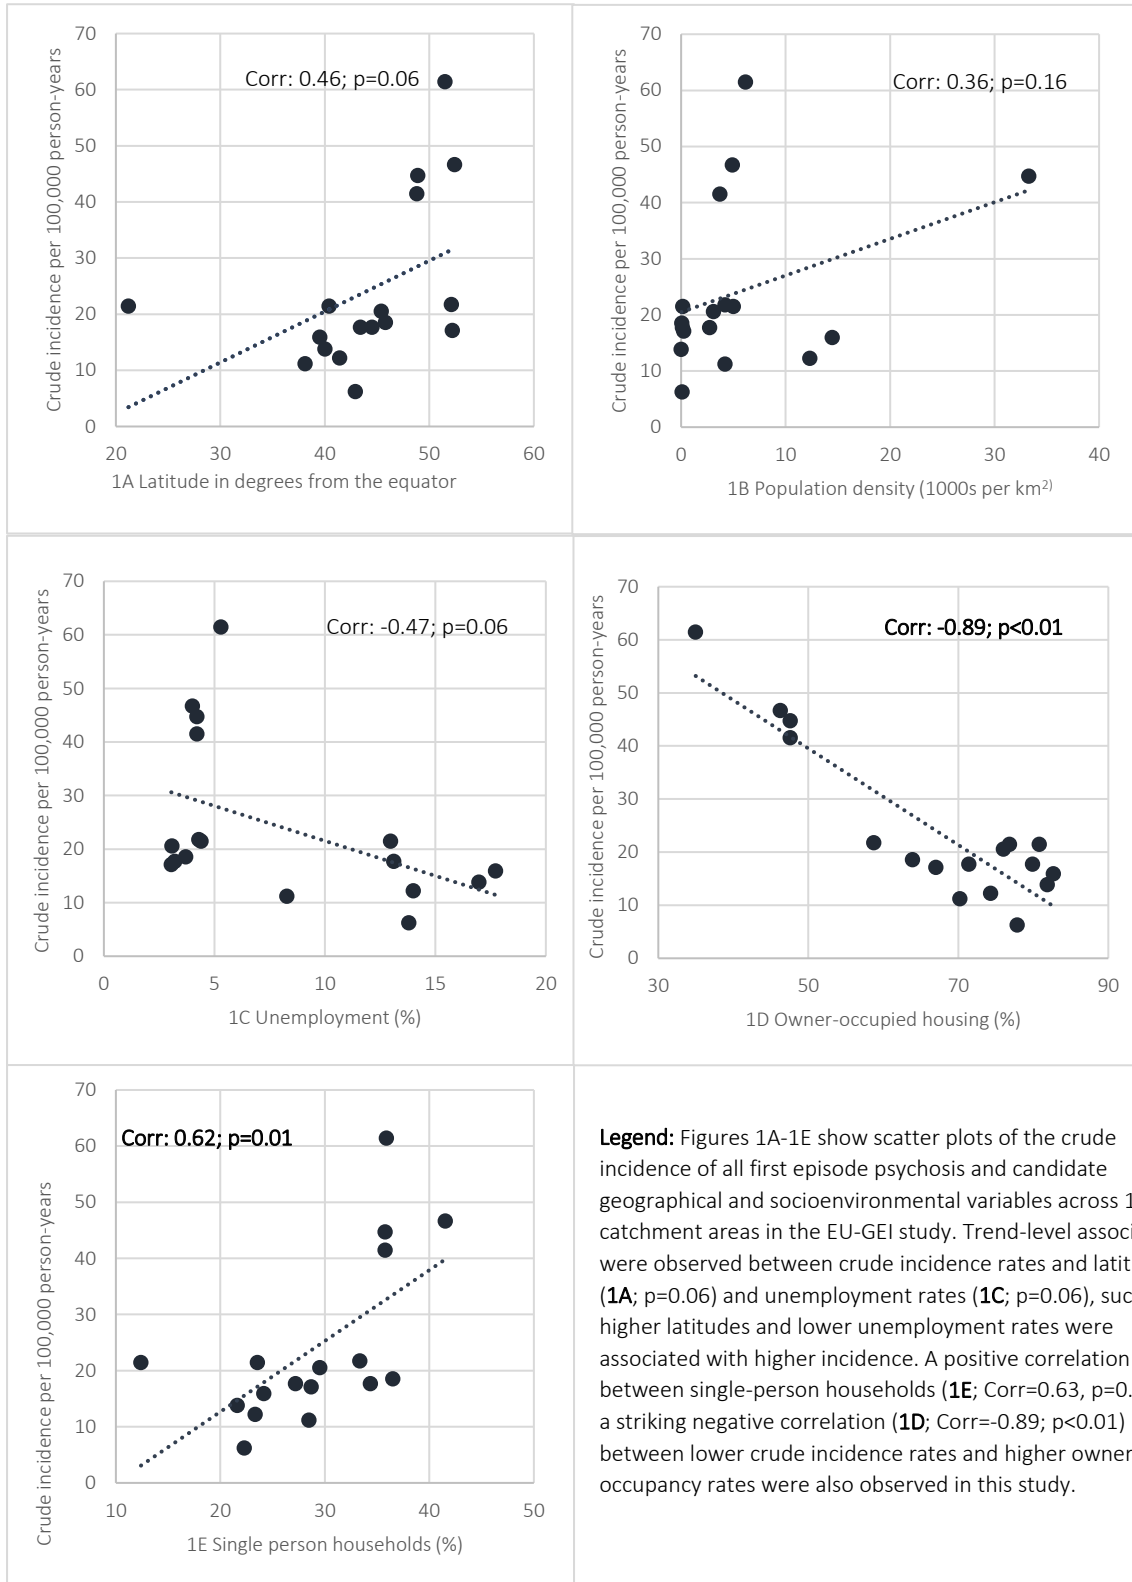 70
60
50
40
30
20
10
0
Crude incidence per 100,000 person-years
Corr: 0.46; p=0.06
20 30 40 50 60
1A Latitude in degrees from the equator
70
60
50
40
30
20
10
0
Crude incidence per 100,000 person-years
Corr: 0.36; p=0.16
0 10 20 30 40
1B Population density (1000s per km2)
70
60
50
40
30
20
10
0
Crude incidence per 100,000 person-years
Corr: -0.47; p=0.06
0 5 10 15 20
1C Unemployment (%)
70
60
50
40
30
20
10
0
Crude incidence per 100,000 person-years
Corr: -0.89; p<0.01
30 50 70 90
1D Owner-occupied housing (%)
70
60
50
40
30
20
10
0
Crude incidence per 100,000 person-years
Corr: 0.62; p=0.01
10 20 30 40 50
1E Single person households (%)
Legend: Figures 1A-1E show scatter plots of the crude
incidence of all first episode psychosis and candidate
geographical and socioenvironmental variables across 1
catchment areas in the EU-GEI study. Trend-level associ
were observed between crude incidence rates and latit
(1A; p=0.06) and unemployment rates (1C; p=0.06), suc
higher latitudes and lower unemployment rates were
associated with higher incidence. A positive correlation
between single-person households (1E; Corr=0.63, p=0.
a striking negative correlation (1D; Corr=-0.89; p<0.01)
between lower crude incidence rates and higher owner
occupancy rates were also observed in this study.